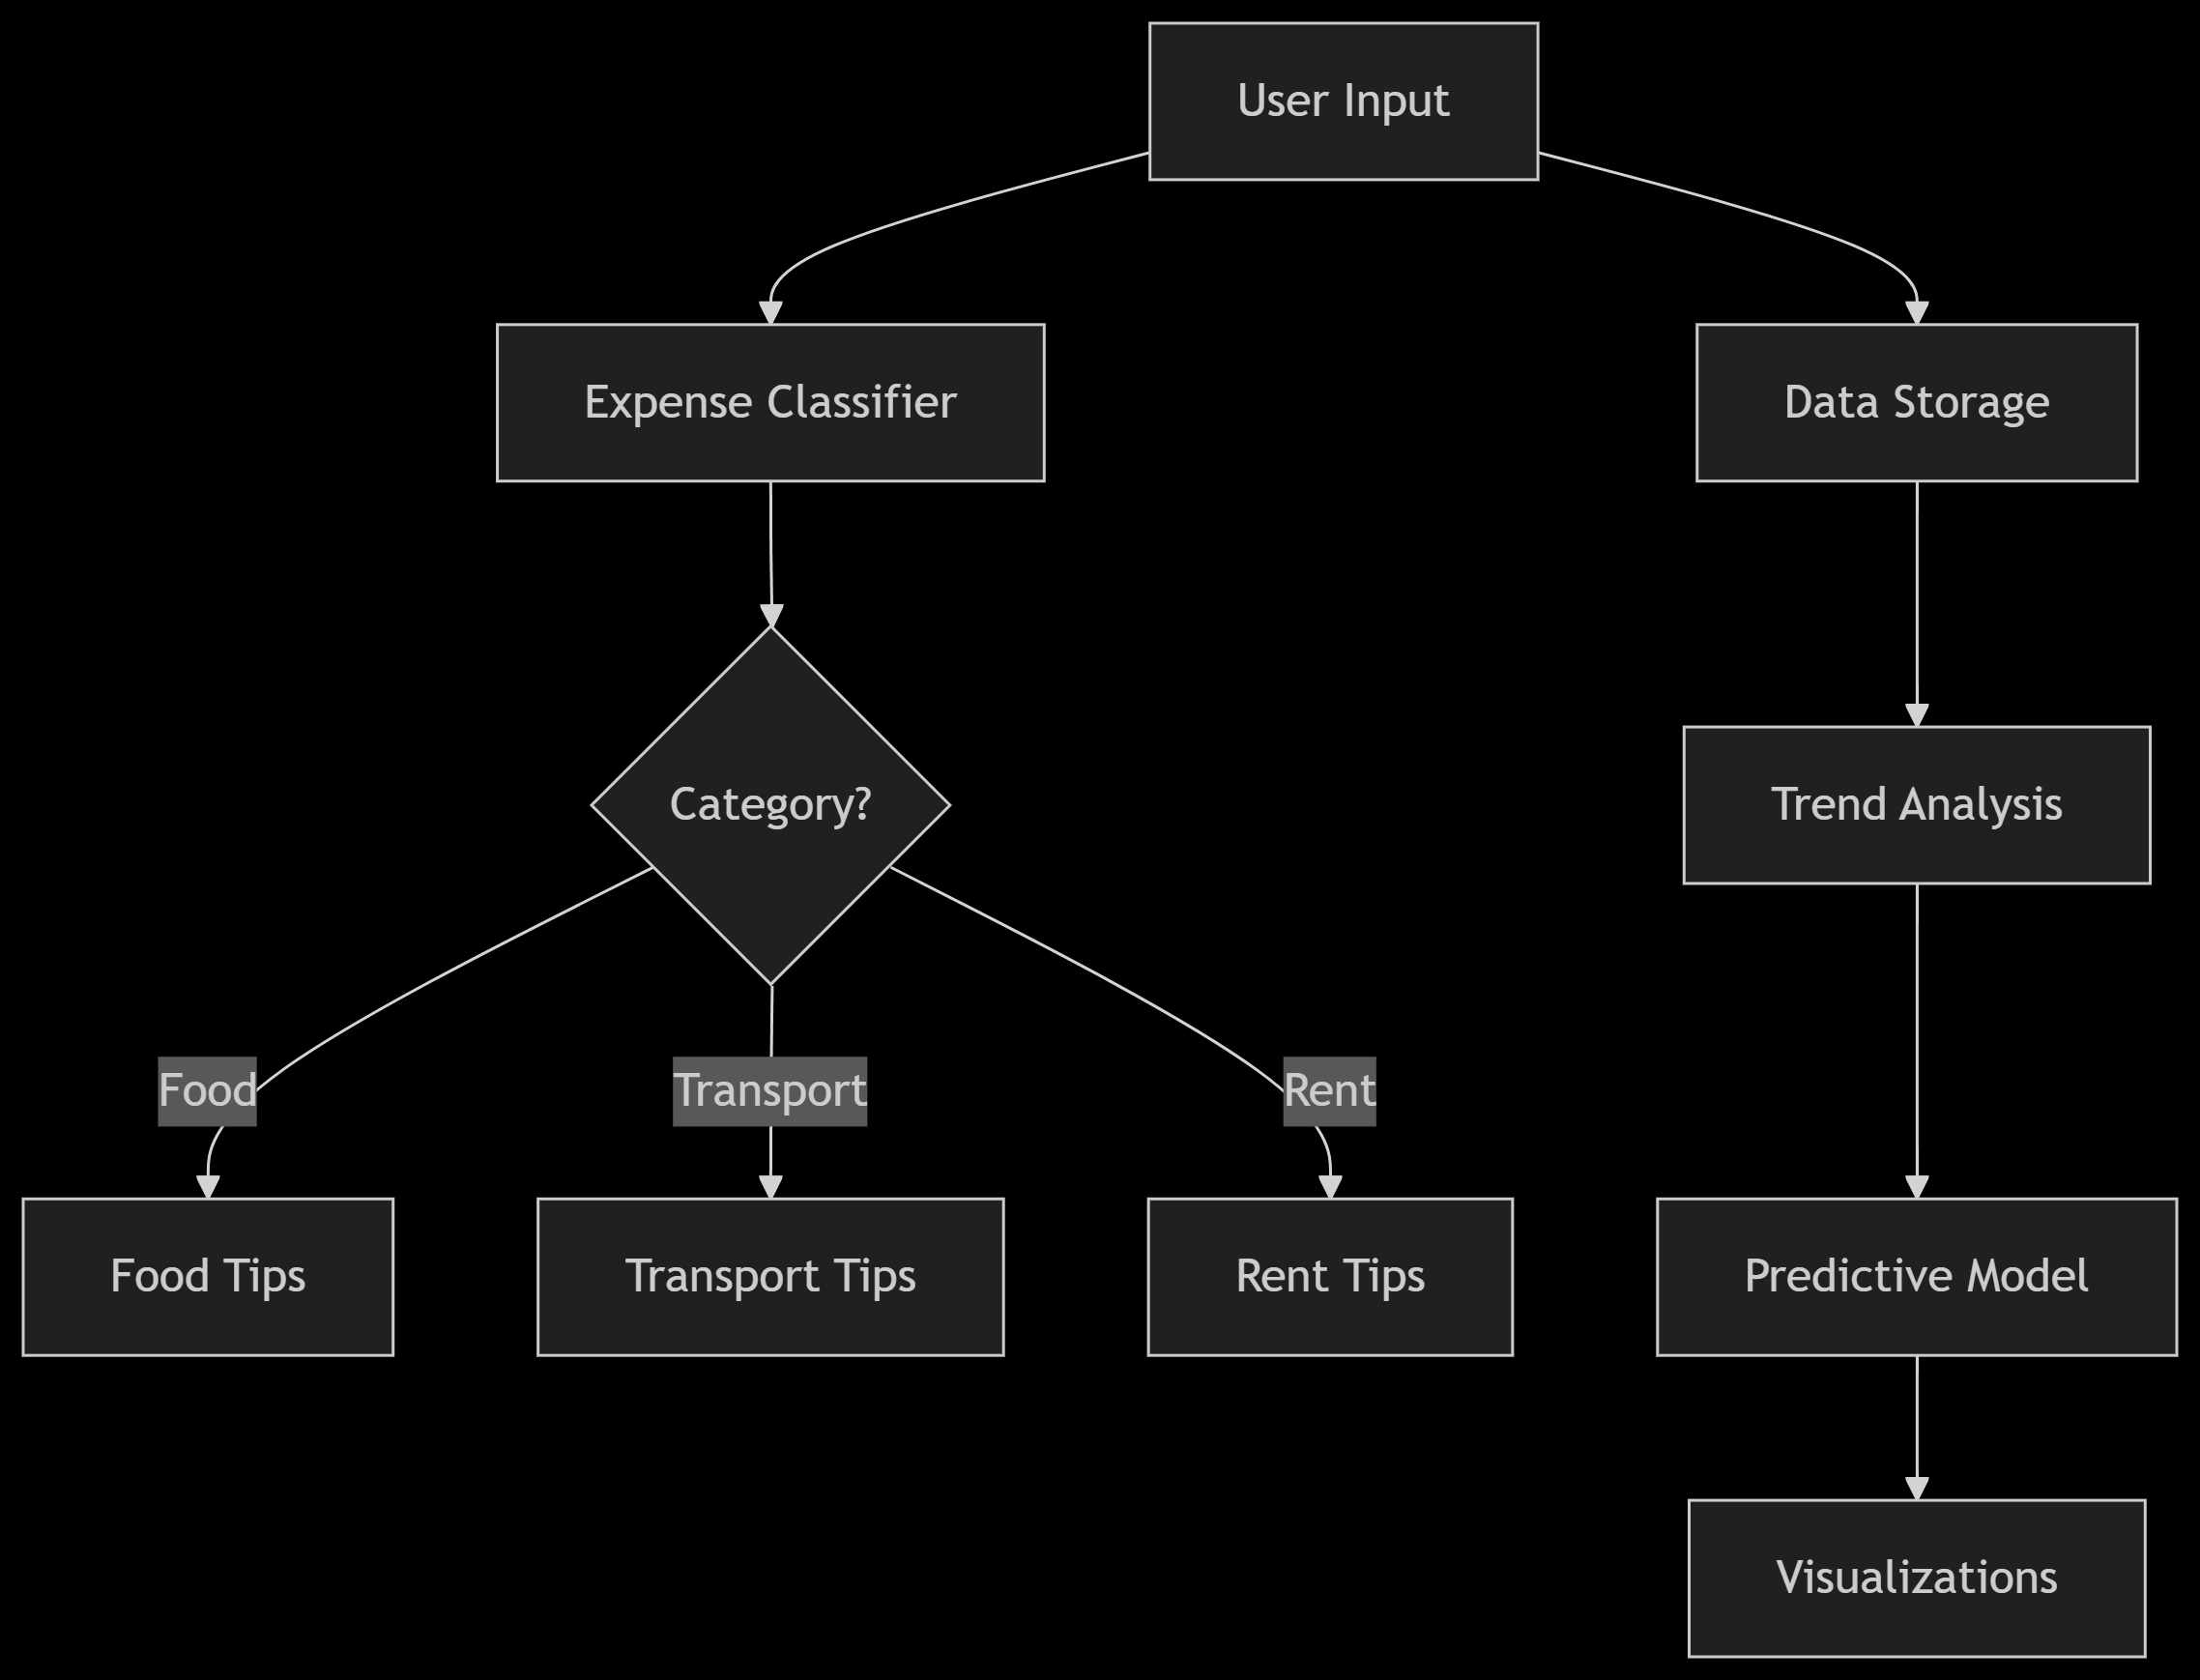 User Input
Expense Classifier
Data Storage
Category?
Trend Analysis
Food
Transport
Rent
Food Tips
Transport Tips
Rent Tips
Predictive Model
Visualizations